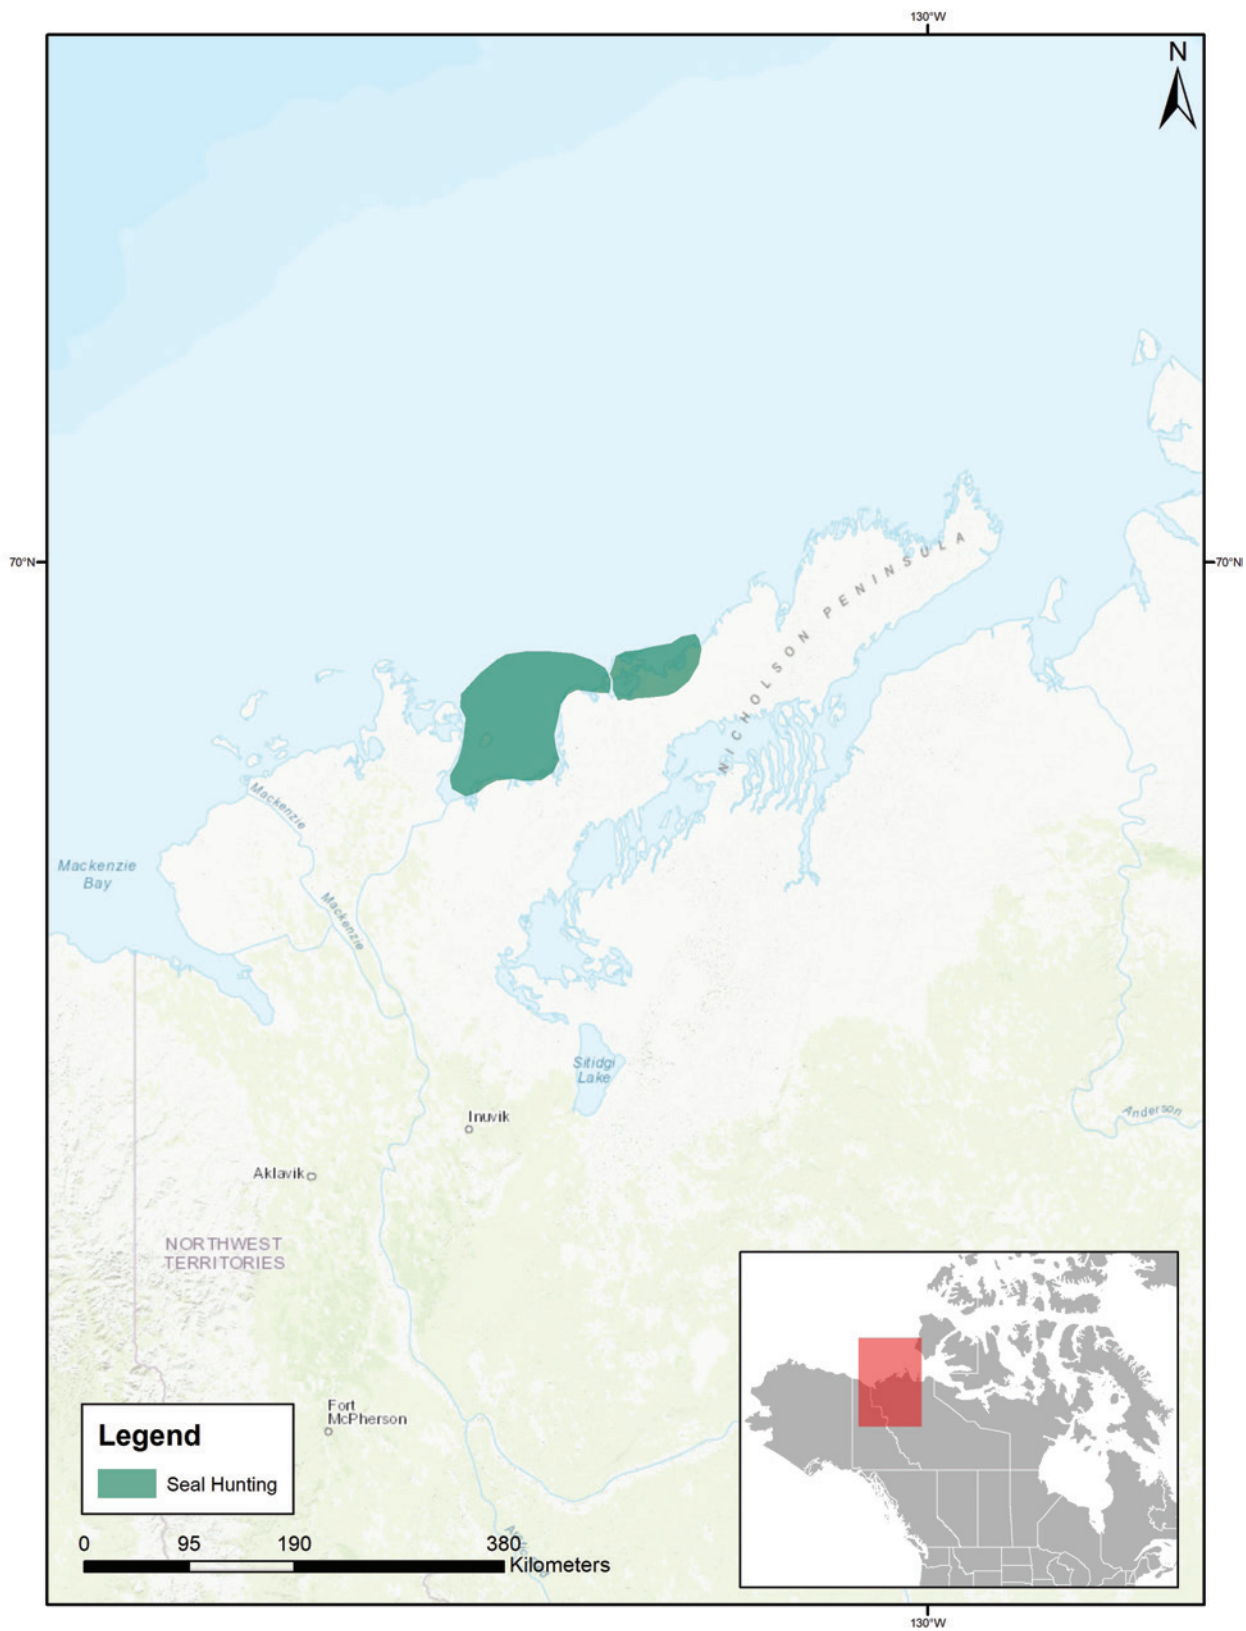 130°W
N
70°N
70°N
NICHOLSON PENINSULA
Mackenzie
Mackenzie
Bay
Mackenzie
Sitidgi
Lake
Inuvik
Anderson
Aklavik
NORTHWEST
TERRITORIES
Fort
McPherson
Legend
Seal Hunting
0 95 190 380
Kilometers
130°W